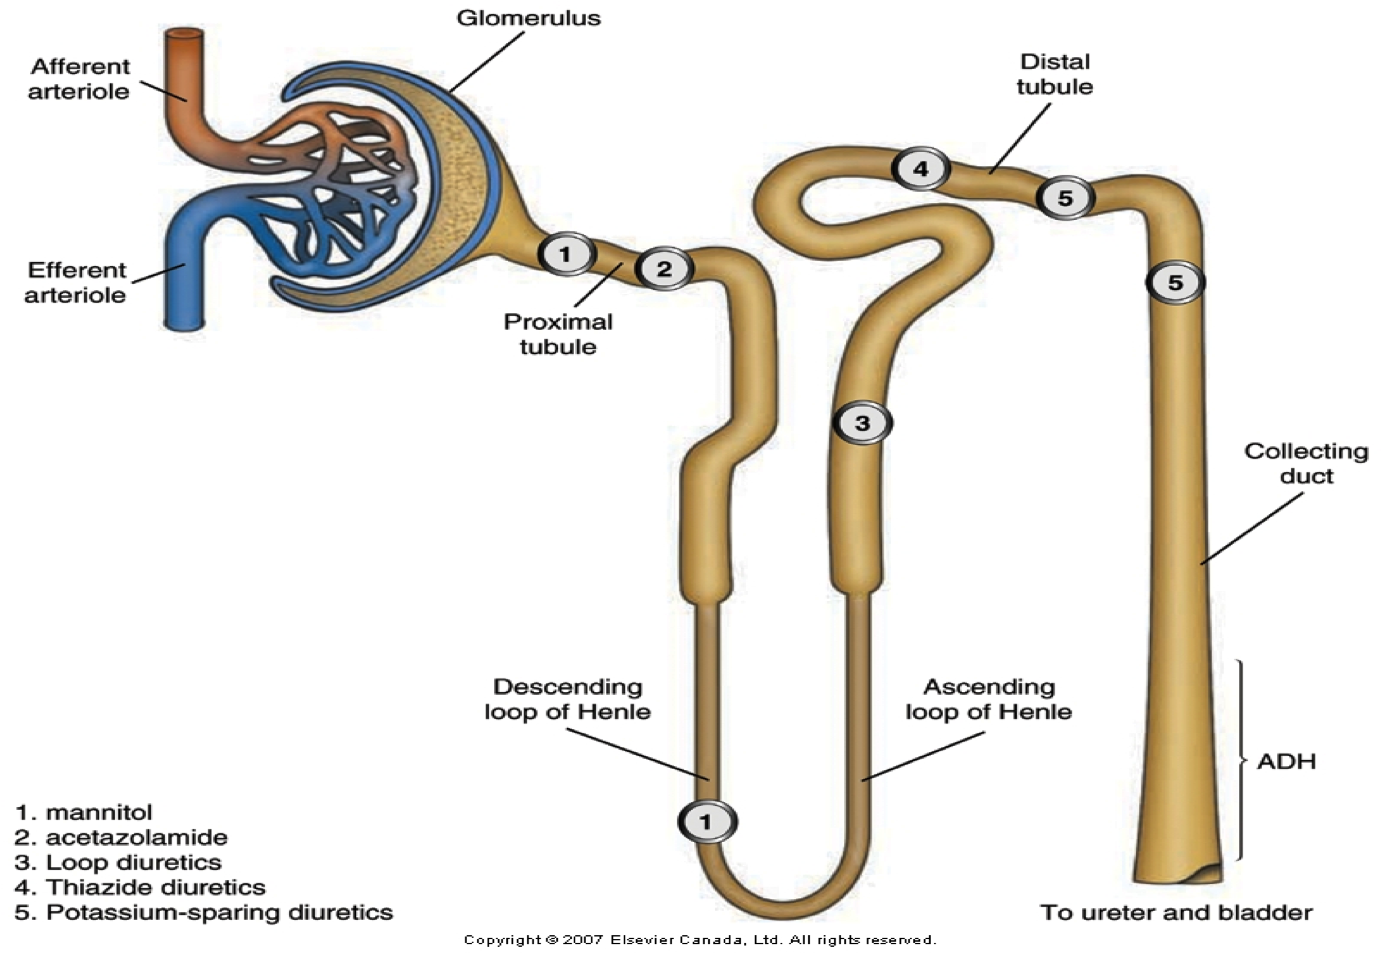 Glomerulus
Afferent
arteriole
Distal
tubule
4
5
1
2
Efferent
arteriole
5
Proximal
tubule
3
Collecting
duct
Descending
loop of Henle
Ascending
loop of Henle
ADH
1
1. mannitol
2. acetazolamide
3. Loop diuretics
4. Thiazide diuretics
5. Potassium-sparing diuretics
To ureter and bladder
Copyright © 2007 Elsevier Canada, Ltd. All rights reserved.